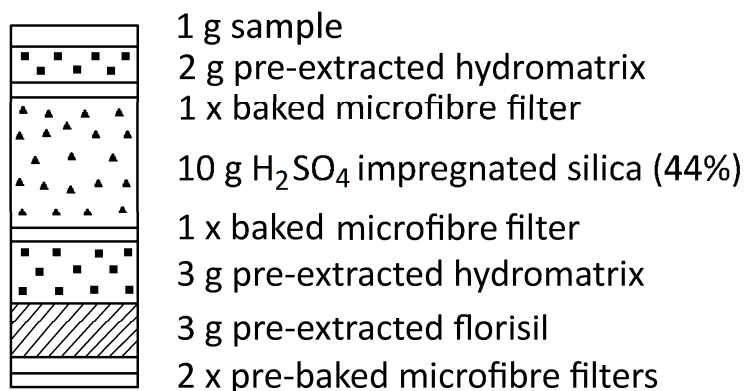 1 g sample
2 g pre-extracted hydromatrix
1 x baked microfibre filter
10 g H₂SO₄ impregnated silica (44%)
1 x baked microfibre filter
3 g pre-extracted hydromatrix
3 g pre-extracted florisil
2 x pre-baked microfibre filters